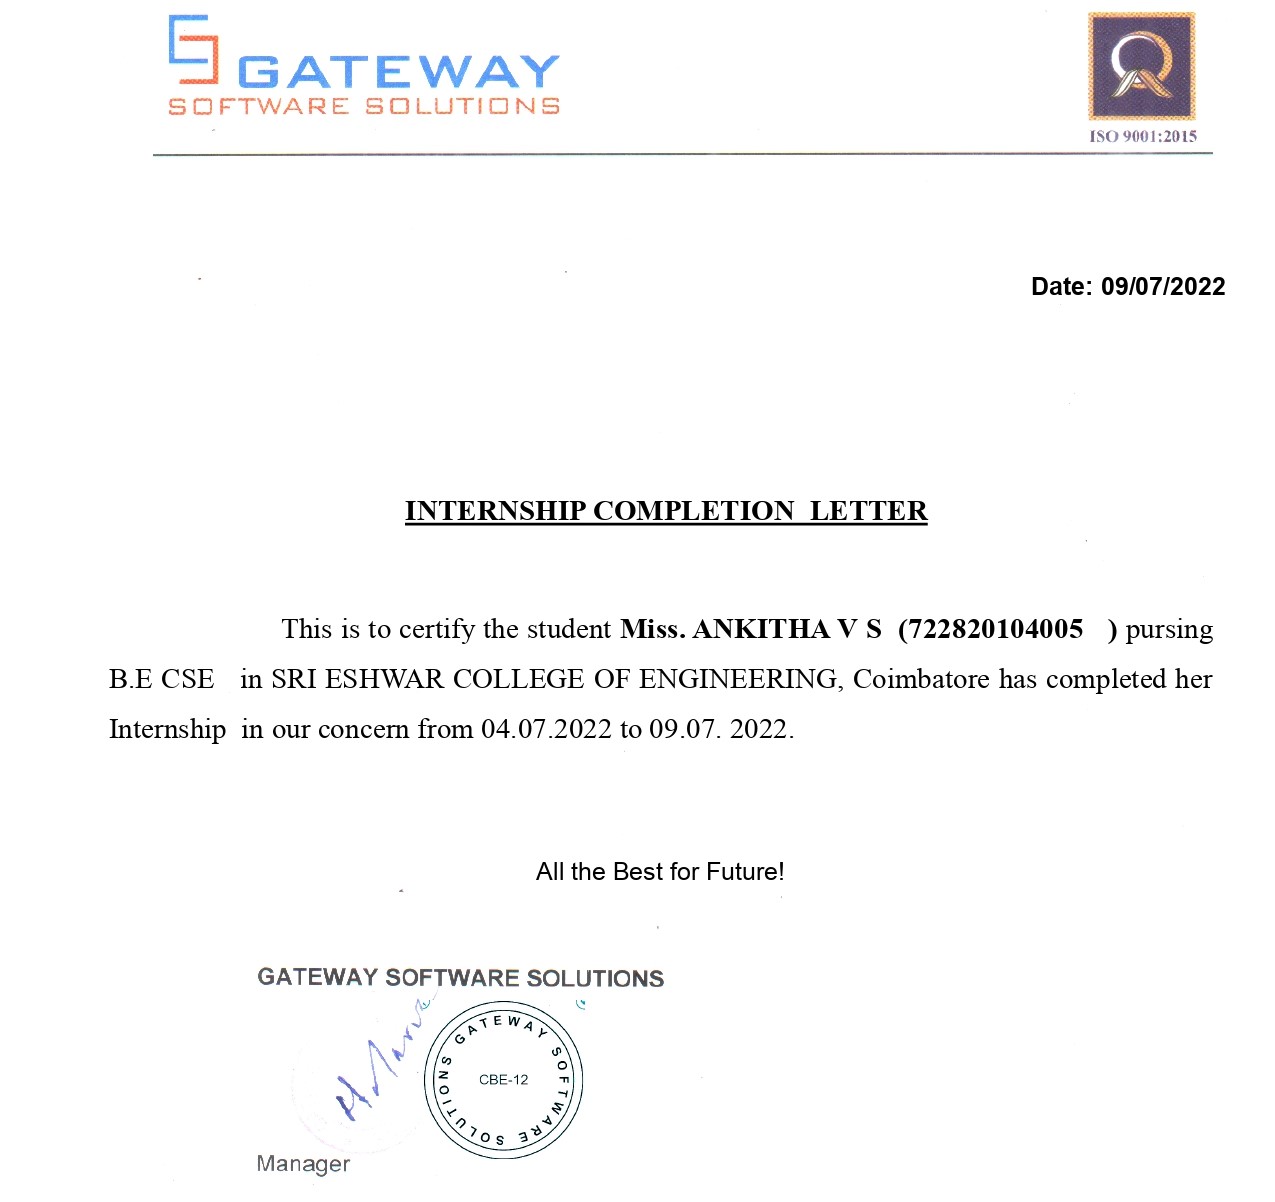 GATEWAY
SOFTWARE SOLUTIONS
ISO 9001:2015
Date: 09/07/2022
INTERNSHIP COMPLETION LETTER
This is to certify the student Miss. ANKITHA V S (722820104005 ) pursing
B.E CSE in SRI ESHWAR COLLEGE OF ENGINEERING, Coimbatore has completed her
Internship in our concern from 04.07.2022 to 09.07. 2022.
All the Best for Future!
GATEWAY SOFTWARE SOLUTIONS
GATEWAY SOFTWARE SOLUTIONS
CBE-12
Manager